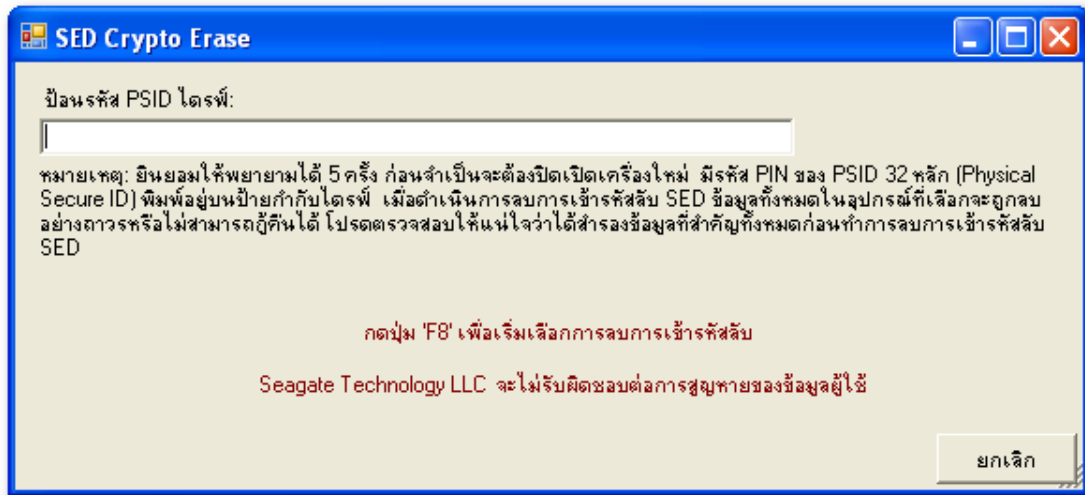 SED Crypto Erase
ป้อนรหัส PSID ไดรฟ์:
หมายเหตุ: ยินยอมให้พยายามได้ 5 ครั้ง ก่อนจำเป็นจะต้องปิดเปิดเครื่องใหม่ มีรหัส PIN ของ PSID 32 หลัก (Physical
Secure ID) พิมพ์อยู่บนป้ายกำกับไดรฟ์ เมื่อดำเนินการลบการเข้ารหัสลับ SED ข้อมูลทั้งหมดในอุปกรณ์ที่เลือกจะถูกลบ
อย่างถาวรหรือไม่สามารถกู้คืนได้ โปรดตรวจสอบให้แน่ใจว่าได้สำรองข้อมูลที่สำคัญทั้งหมดก่อนทำการลบการเข้ารหัสลับ
SED
กดปุ่ม 'F8' เพื่อเริ่มเลือกการลบการเข้ารหัสลับ
Seagate Technology LLC จะไม่รับผิดชอบต่อการสูญหายของข้อมูลผู้ใช้
ยกเลิก